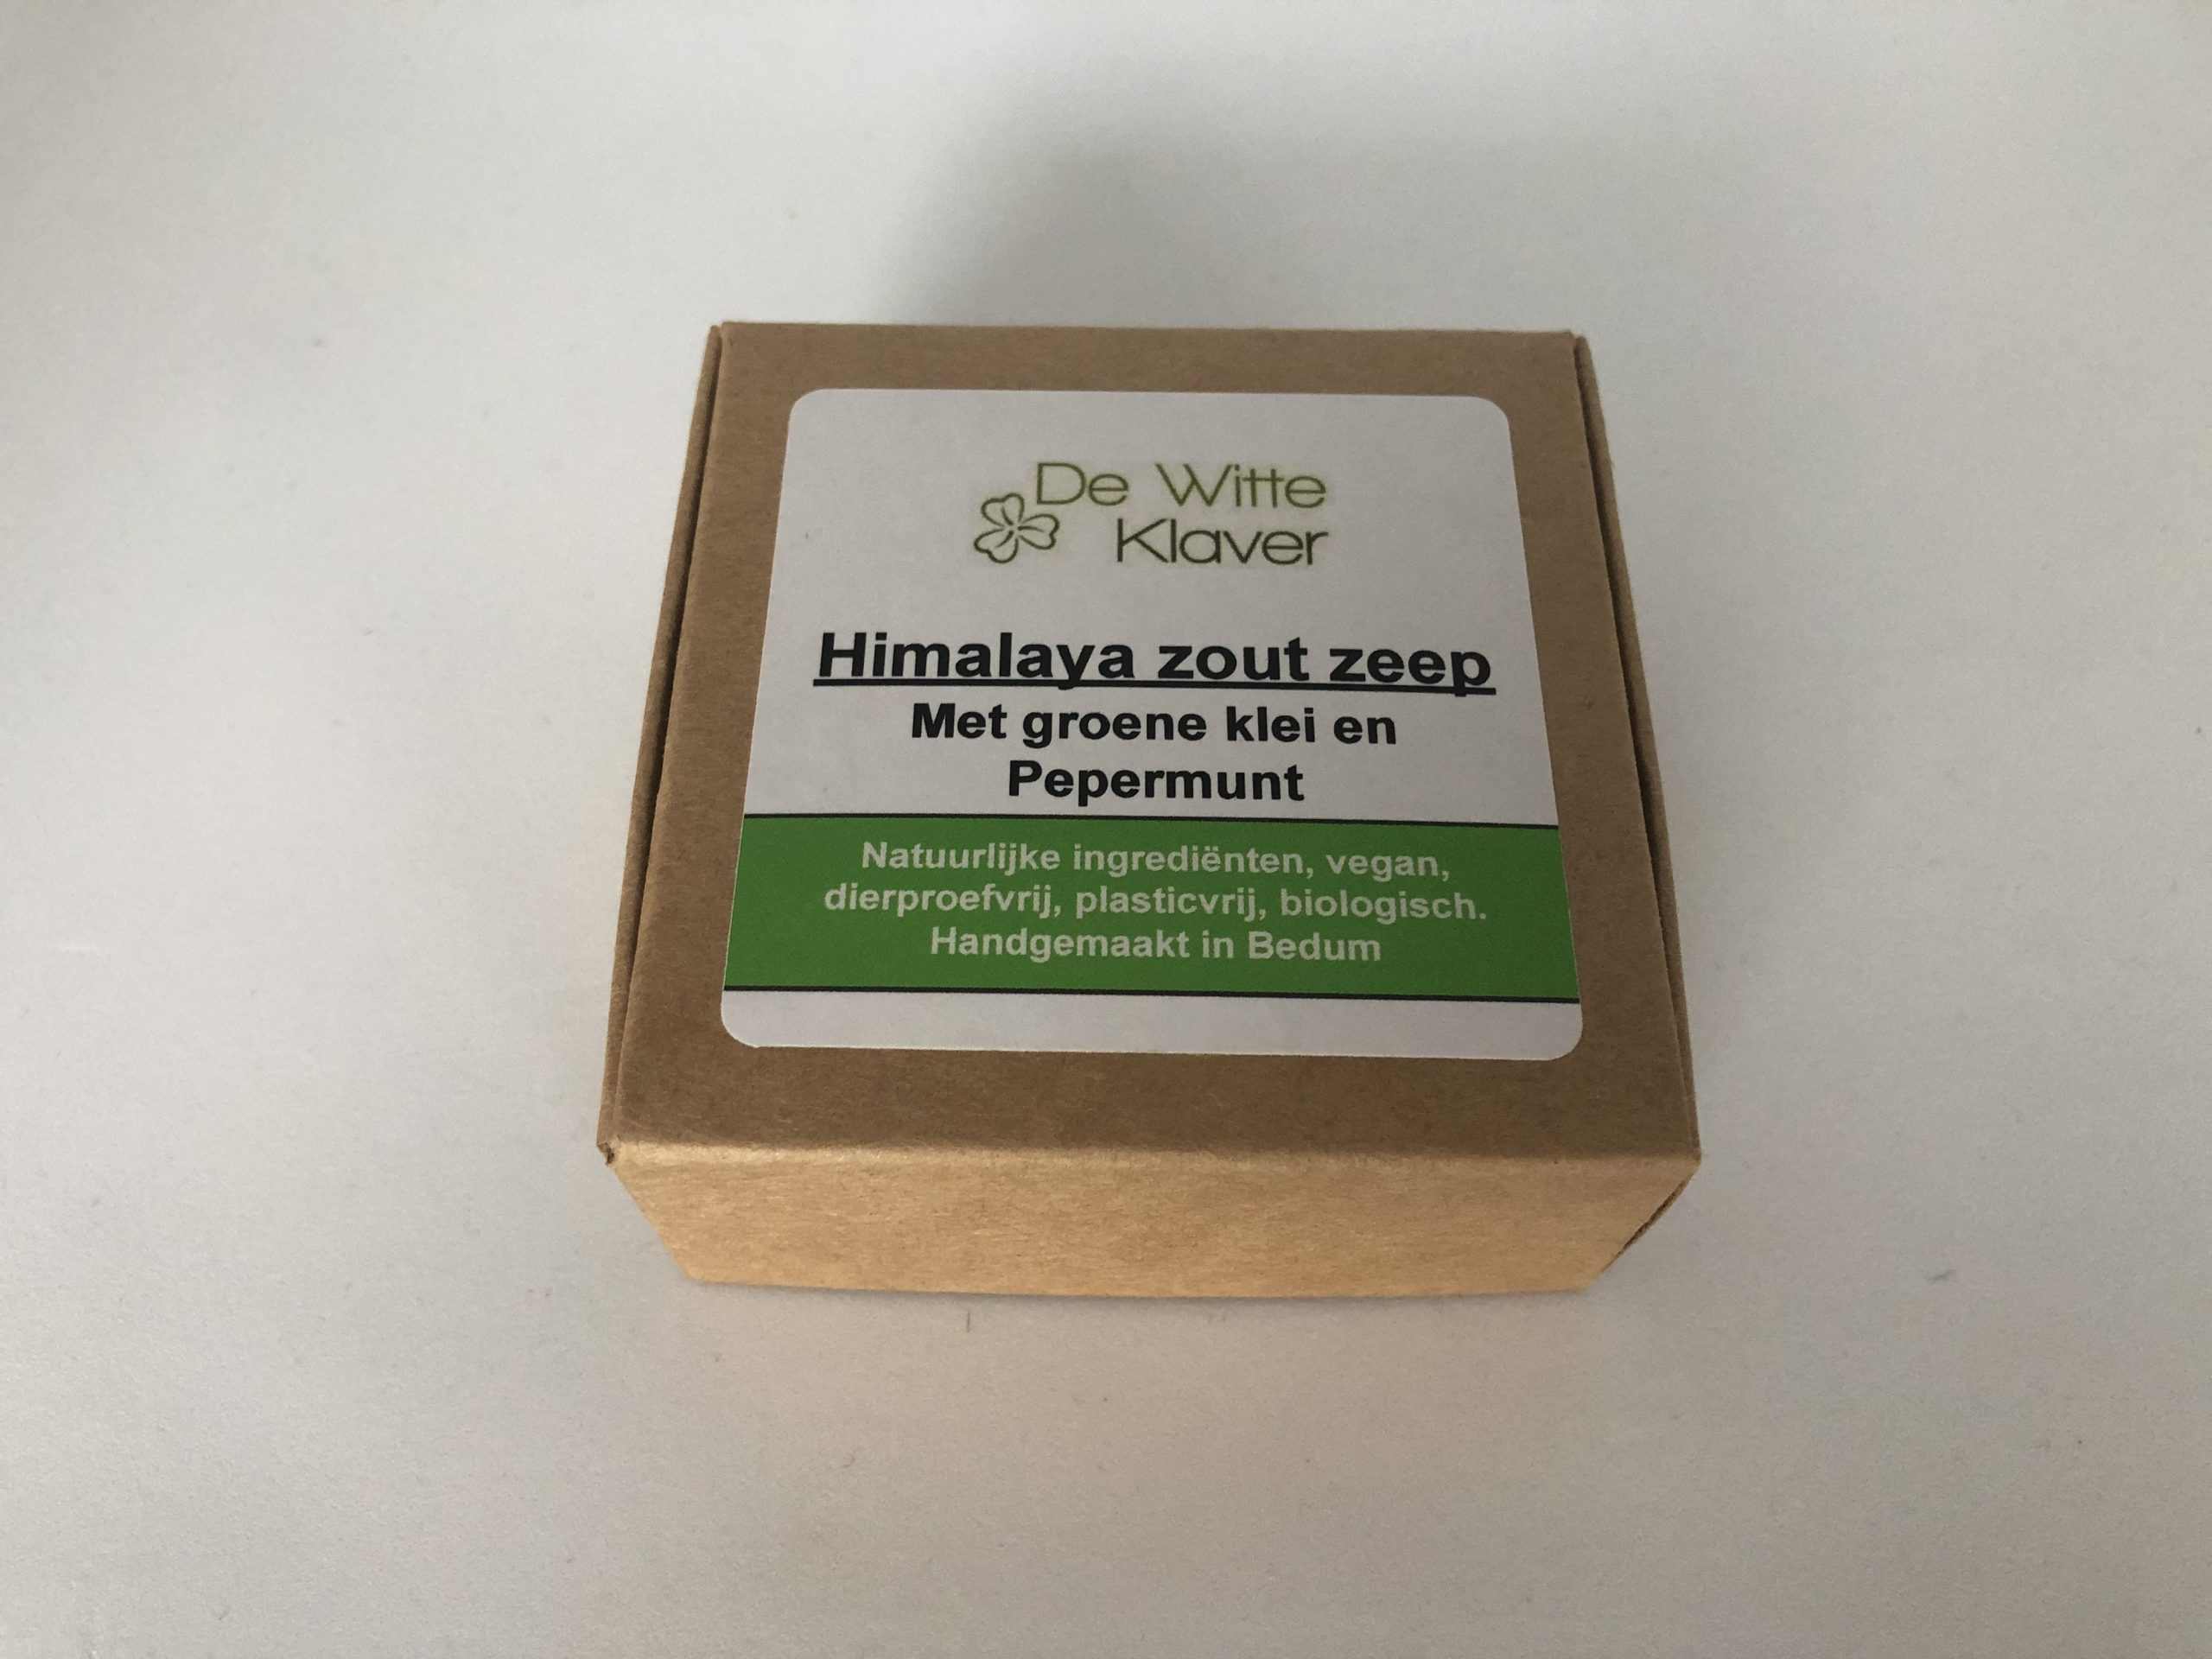 De Witte
Klaver
Himalaya zout zeep
Met groene klei en
Pepermunt
Natuurlijke ingrediënten, vegan,
dierproefvrij, plasticvrij, biologisch.
Handgemaakt in Bedum